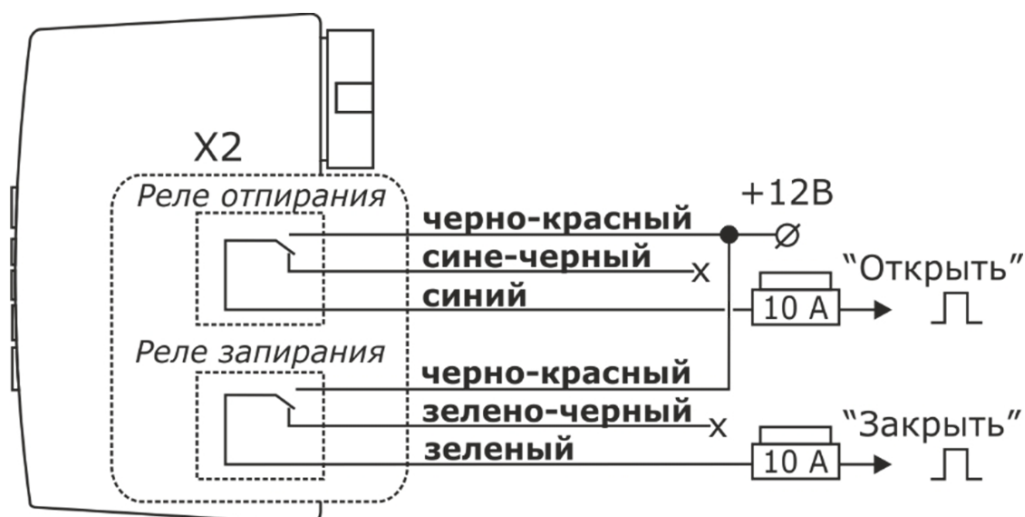 X2
Реле отпирания
+12В
черно-красный
сине-черный
x
"Открыть"
синий
10 А
Реле запирания
черно-красный
зелено-черный
x
"Закрыть"
зеленый
10 А